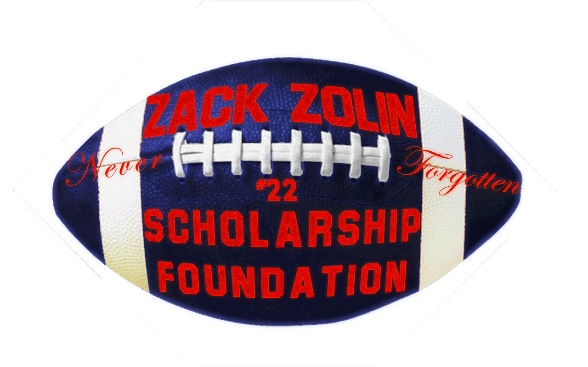 ZACK ZOLIN
Never Forgotten
#22
SCHOLARSHIP
FOUNDATION